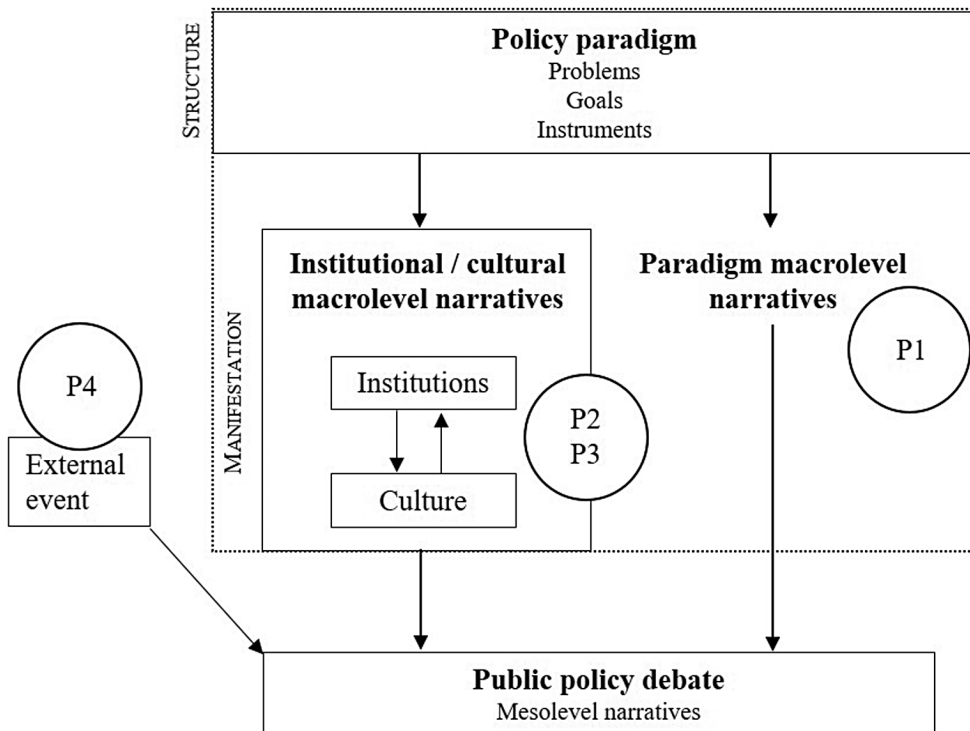 STRUCTURE
Policy paradigm
Problems
Goals
Instruments
MANIFESTATION
Institutional / cultural
macrolevel narratives
Institutions
Culture
P2
P3
Paradigm macrolevel
narratives
P1
P4
External
event
Public policy debate
Mesolevel narratives